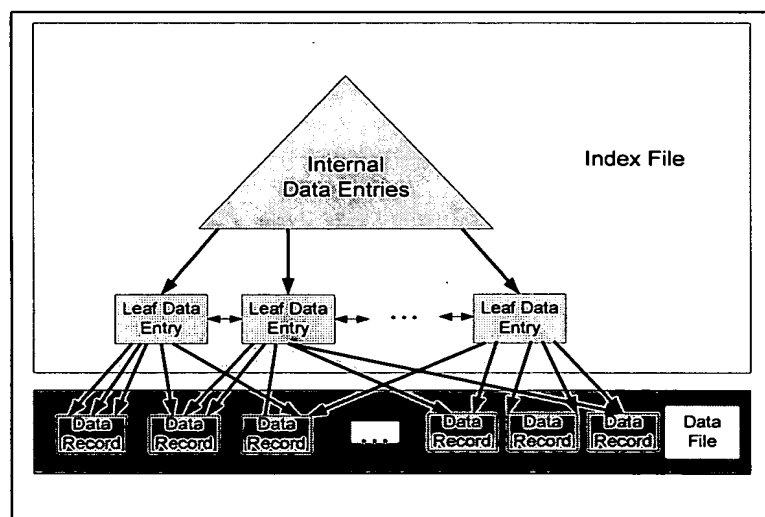 Internal
Data Entries
Index File
Leaf Data
Entry
Leaf Data
Entry
...
Leaf Data
Entry
Data
Record
Data
Record
Data
Record
...
Data
Record
Data
Record
Data
Record
Data
File